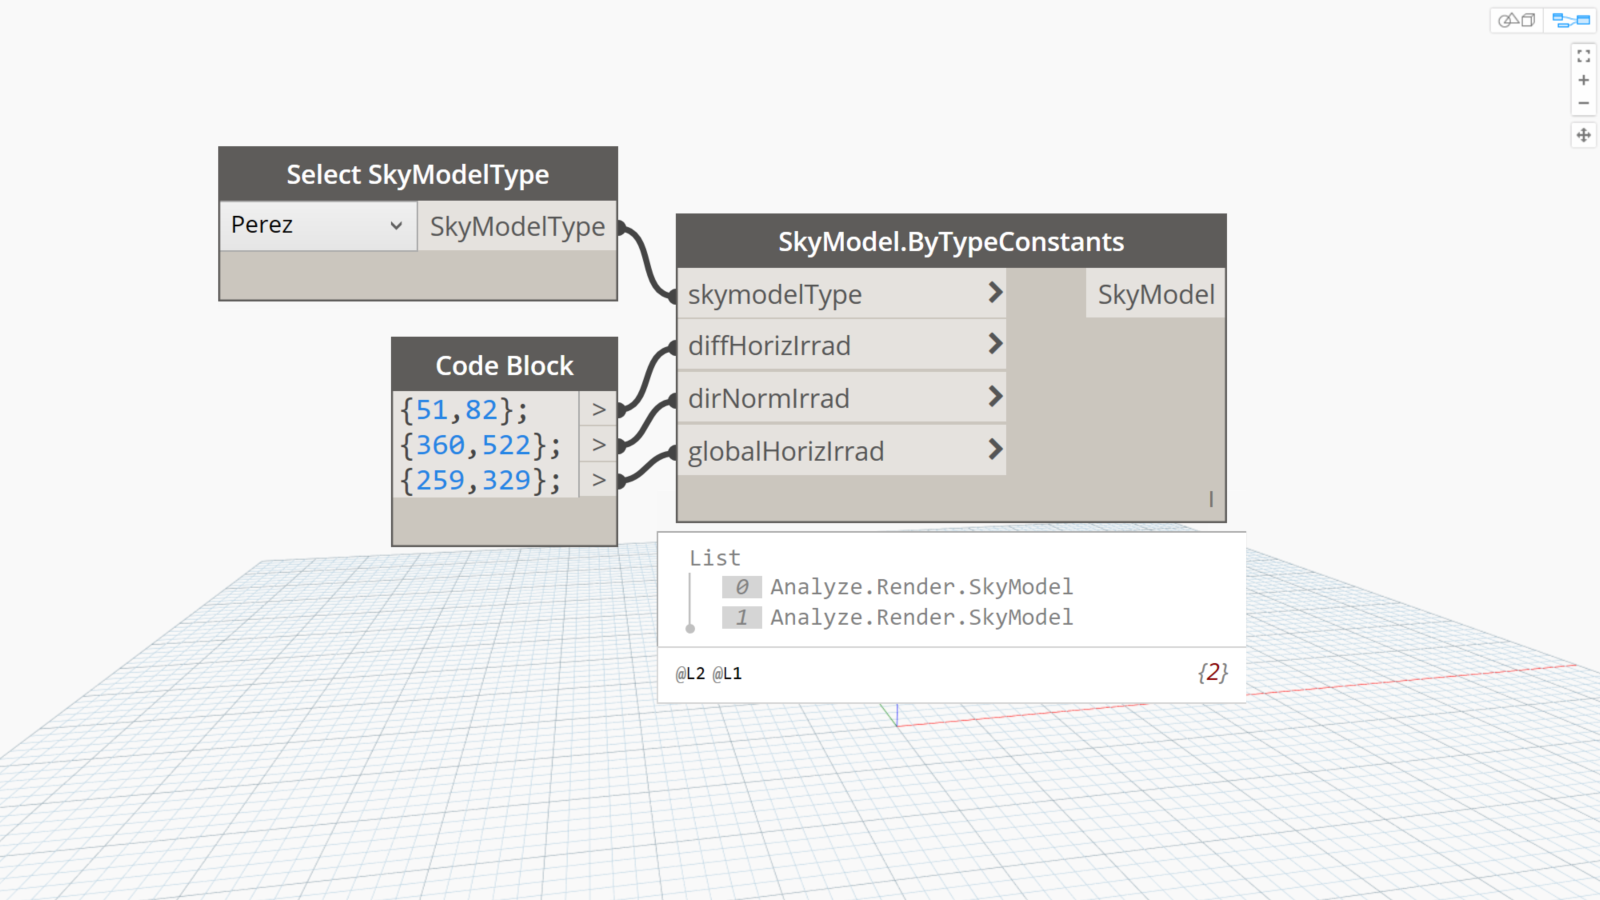 Select SkyModelType
Perez SkyModelType
Code Block
{51,82}; >
{360,522}; >
{259,329}; >
SkyModel.ByTypeConstants
skymodelType SkyModel
diffHorizIrrad
dirNormIrrad
globalHorizIrrad
List
0 Analyze.Render.SkyModel
1 Analyze.Render.SkyModel
@L2 @L1 {2}